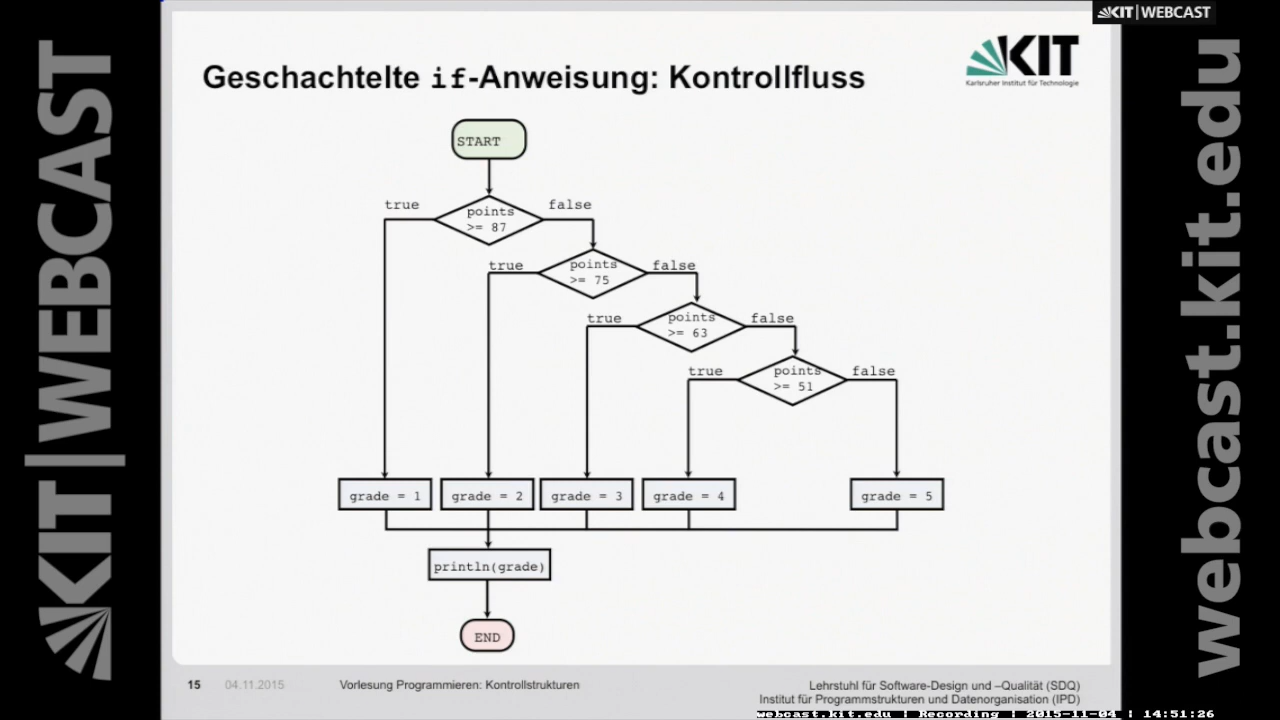 KIT|WEBCAST
KIT|WEBCAST
webcast.kit.edu
KIT
Karlsruher Institut für Technologie
Geschachtelte if-Anweisung: Kontrollfluss
START
true
points
>= 87
false
true
points
>= 75
false
true
points
>= 63
false
true
points
>= 51
false
grade = 1
grade = 2
grade = 3
grade = 4
grade = 5
println(grade)
END
15
04.11.2015
Vorlesung Programmieren: Kontrollstrukturen
Lehrstuhl für Software-Design und –Qualität (SDQ)
Institut für Programmstrukturen und Datenorganisation (IPD)
webcast.kit.edu | Recording | 2015-11-04 | 14:51:26